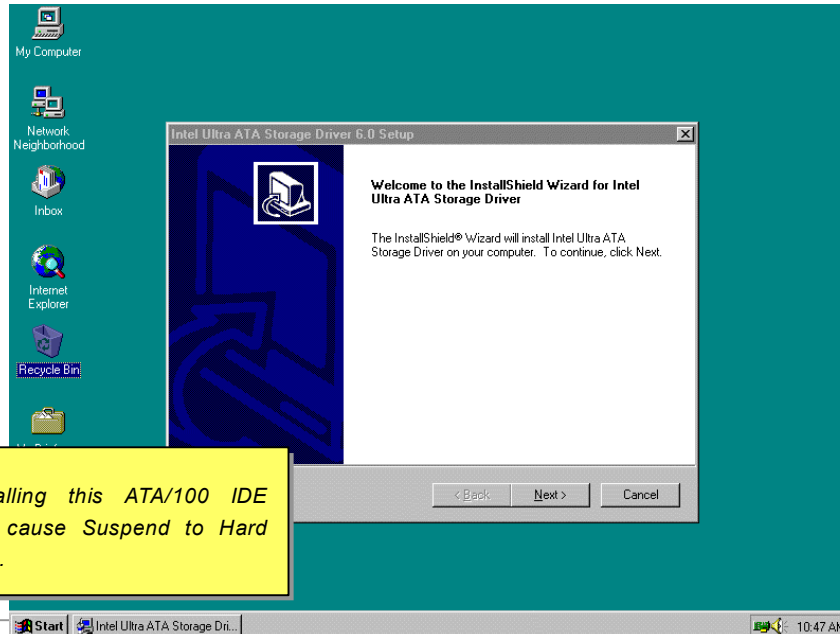 My Computer
Network
Neighborhood
Inbox
Internet
Explorer
Recycle Bin
Intel Ultra ATA Storage Driver 6.0 Setup
Welcome to the InstallShield Wizard for Intel
Ultra ATA Storage Driver
The InstallShield® Wizard will install Intel Ultra ATA
Storage Driver on your computer. To continue, click Next.
< Back
Next >
Cancel
alling this ATA/100 IDE
cause Suspend to Hard
.
Start
Intel Ultra ATA Storage Dri...
10:47 AM